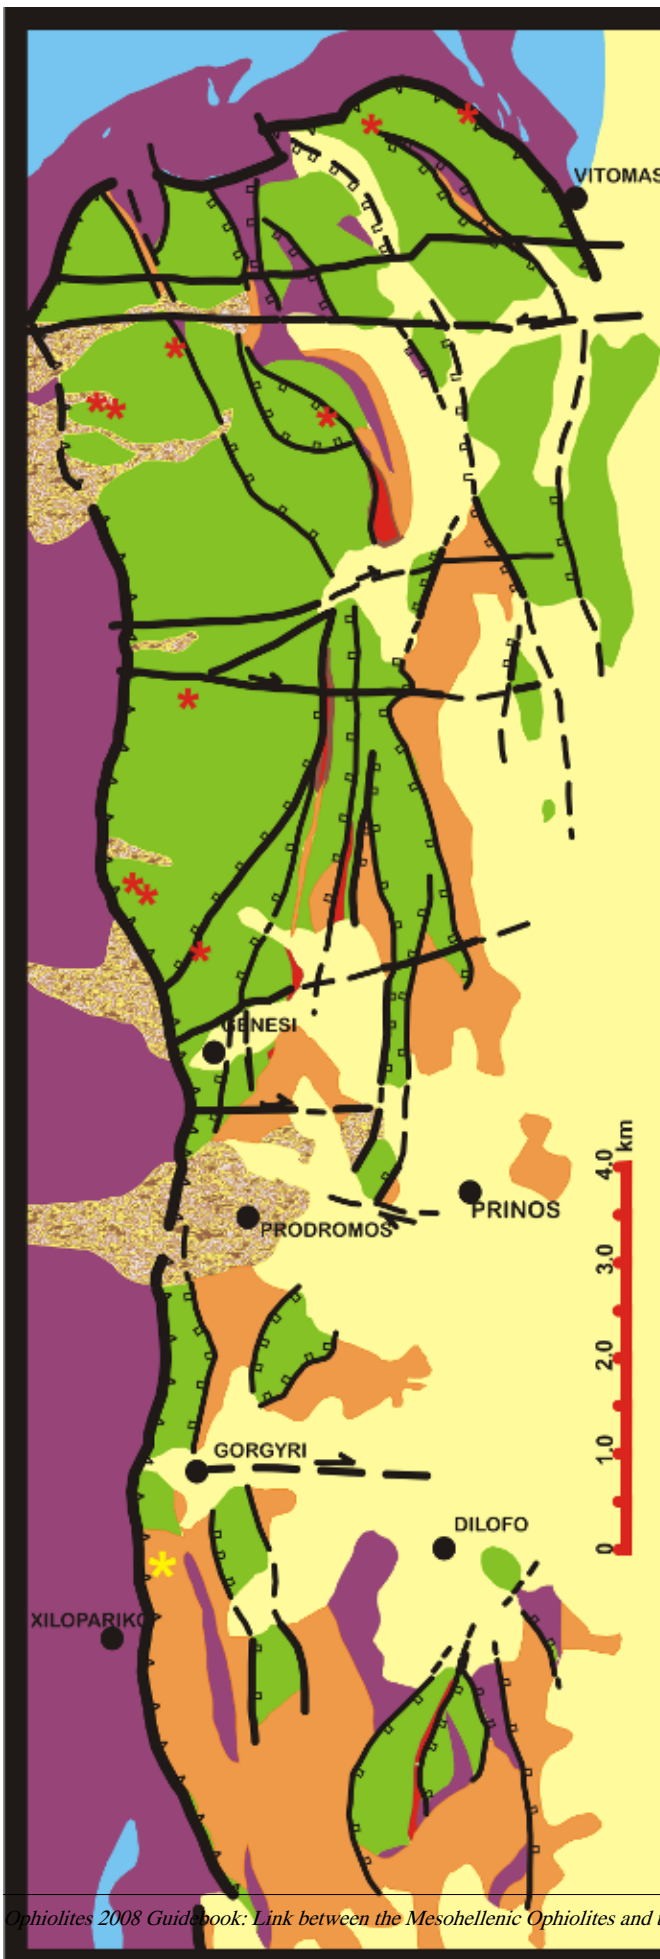 VITOMAS
GENESI
PRODROMOS
PRINOS
4.0 km
3.0
2.0
1.0
0
GORGYRI
DILOFO
XILOPARIKO
Ophiolites 2008 Guidebook: Link between the Mesohellenic Ophiolites and